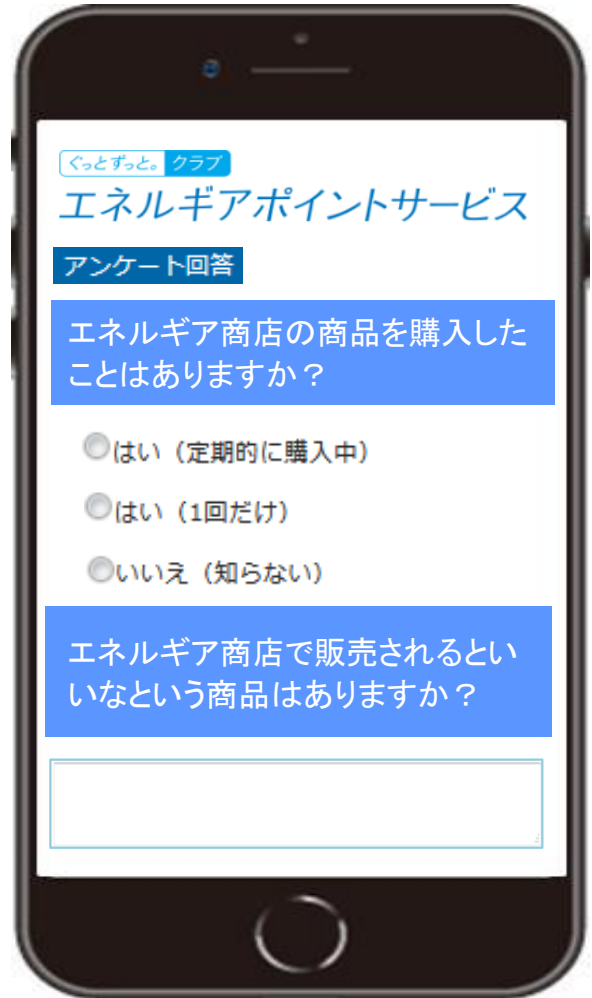 ぐっとずっと。クラブ
エネルギアポイントサービス
アンケート回答
エネルギア商店の商品を購入した
ことはありますか？
はい（定期的に購入中）
はい（1回だけ）
いいえ（知らない）
エネルギア商店で販売されるとい
いなという商品はありますか？